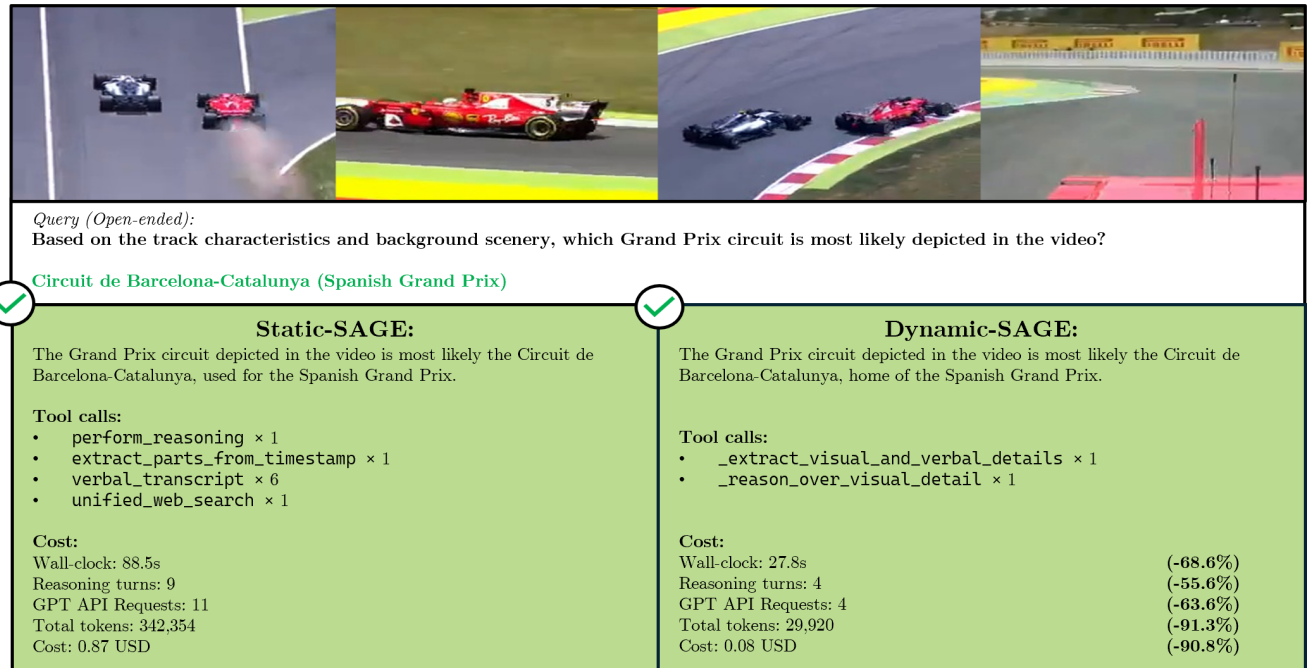 PIRELLI PIRELLI
Ray-Ban
Query (Open-ended):
Based on the track characteristics and background scenery, which Grand Prix circuit is most likely depicted in the video?
Circuit de Barcelona-Catalunya (Spanish Grand Prix)
Static-SAGE:
The Grand Prix circuit depicted in the video is most likely the Circuit de
Barcelona-Catalunya, used for the Spanish Grand Prix.
Tool calls:
• perform_reasoning × 1
• extract_parts_from_timestamp × 1
• verbal_transcript × 6
• unified_web_search × 1
Cost:
Wall-clock: 88.5s
Reasoning turns: 9
GPT API Requests: 11
Total tokens: 342,354
Cost: 0.87 USD
Dynamic-SAGE:
The Grand Prix circuit depicted in the video is most likely the Circuit de
Barcelona-Catalunya, home of the Spanish Grand Prix.
Tool calls:
• _extract_visual_and_verbal_details × 1
• _reason_over_visual_detail × 1
Cost:
Wall-clock: 27.8s (-68.6%)
Reasoning turns: 4 (-55.6%)
GPT API Requests: 4 (-63.6%)
Total tokens: 29,920 (-91.3%)
Cost: 0.08 USD (-90.8%)